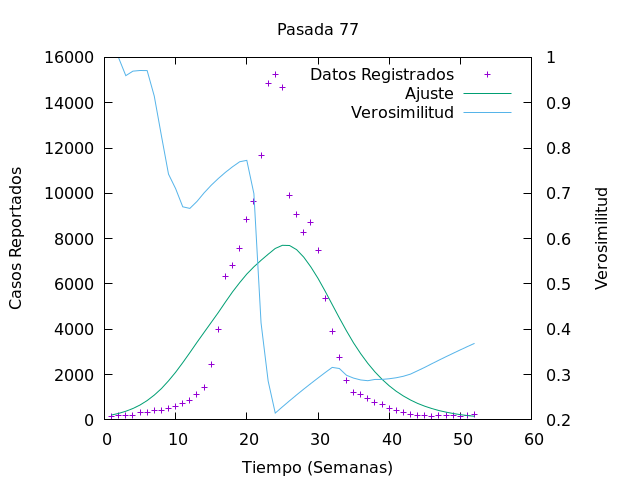 Pasada 77
16000 1
14000 Datos Registrados 0.9
Ajuste
Verosimilitud
12000 0.8
10000 0.7
8000 0.6
6000 0.5
4000 0.4
2000 0.3
0 0.2
Casos Reportados
Verosimilitud
0 10 20 30 40 50 60
Tiempo (Semanas)